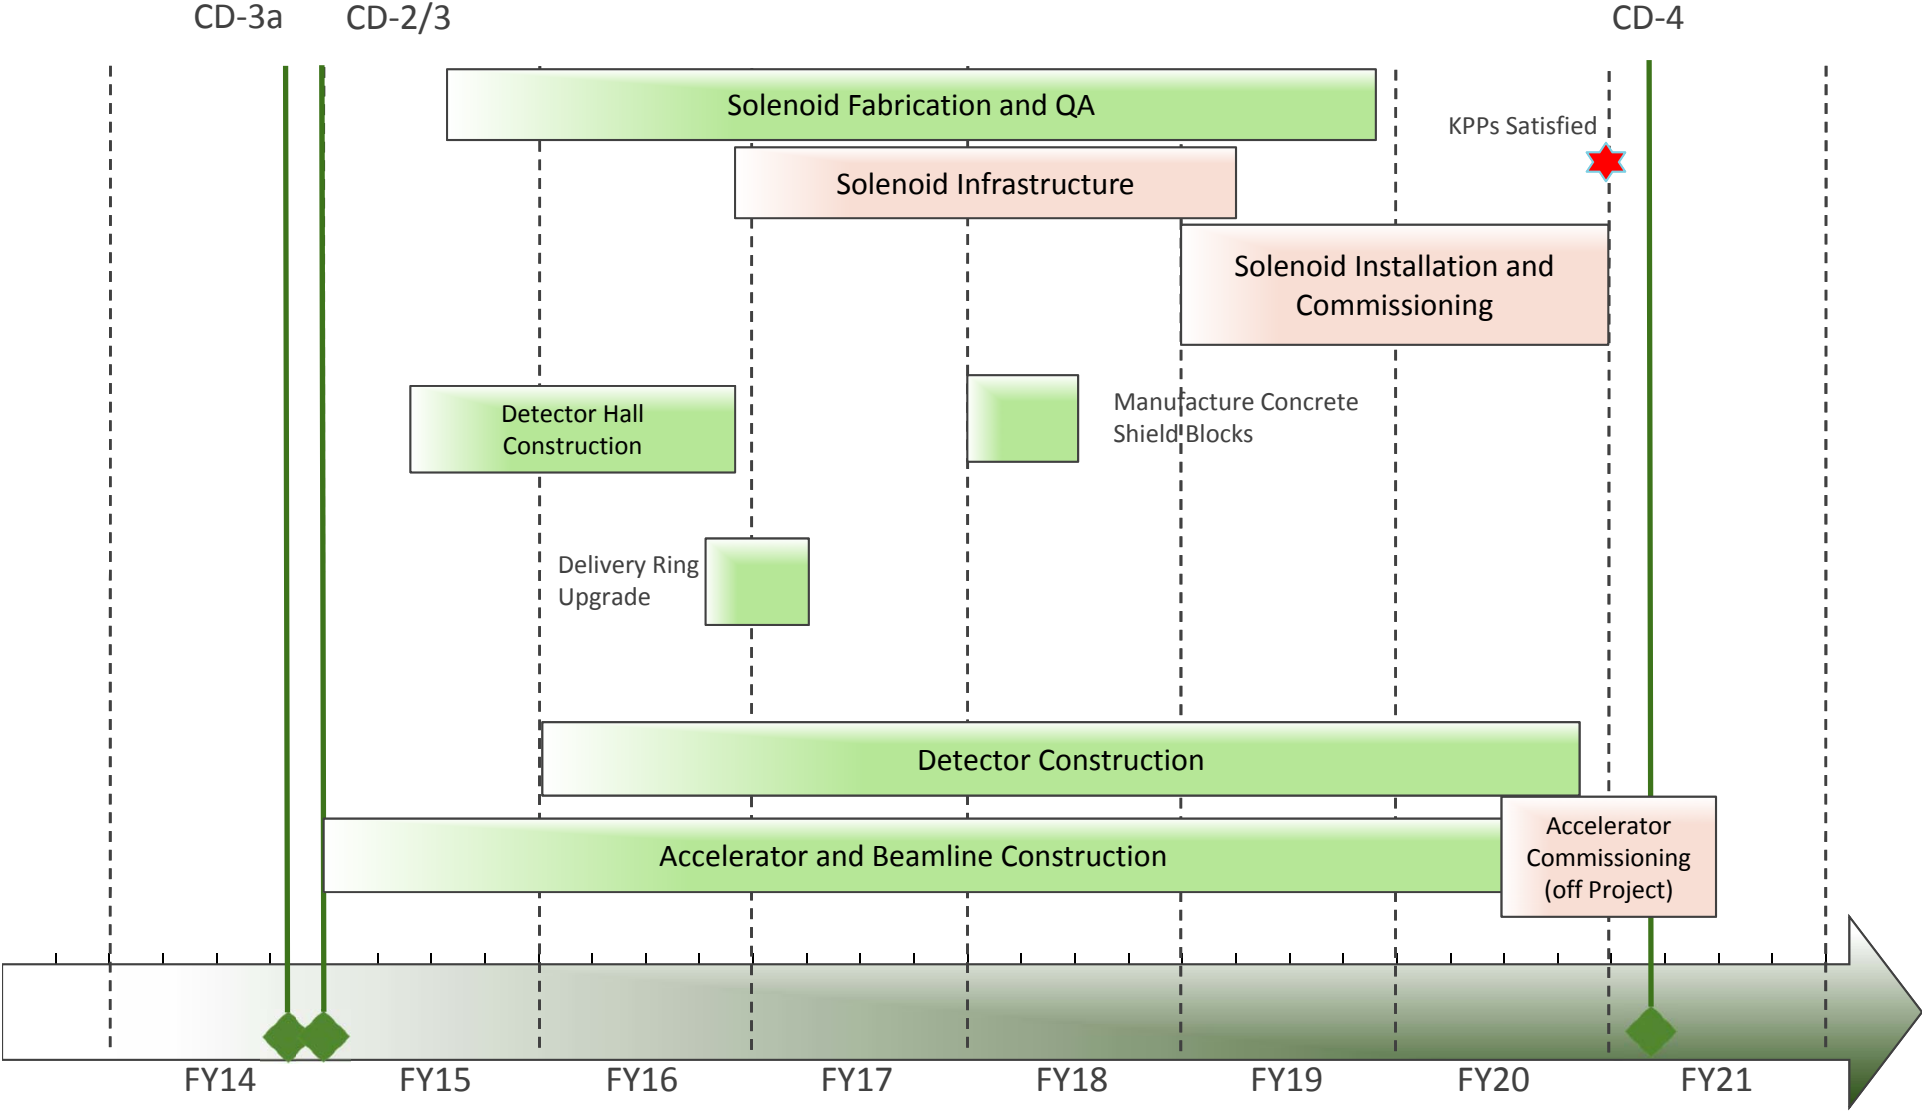 CD-3a
CD-2/3
CD-4
Solenoid Fabrication and QA
KPPs Satisfied
Solenoid Infrastructure
Solenoid Installation and
Commissioning
Detector Hall
Construction
Manufacture Concrete
Shield Blocks
Delivery Ring
Upgrade
Detector Construction
Accelerator and Beamline Construction
Accelerator
Commissioning
(off Project)
FY14
FY15
FY16
FY17
FY18
FY19
FY20
FY21